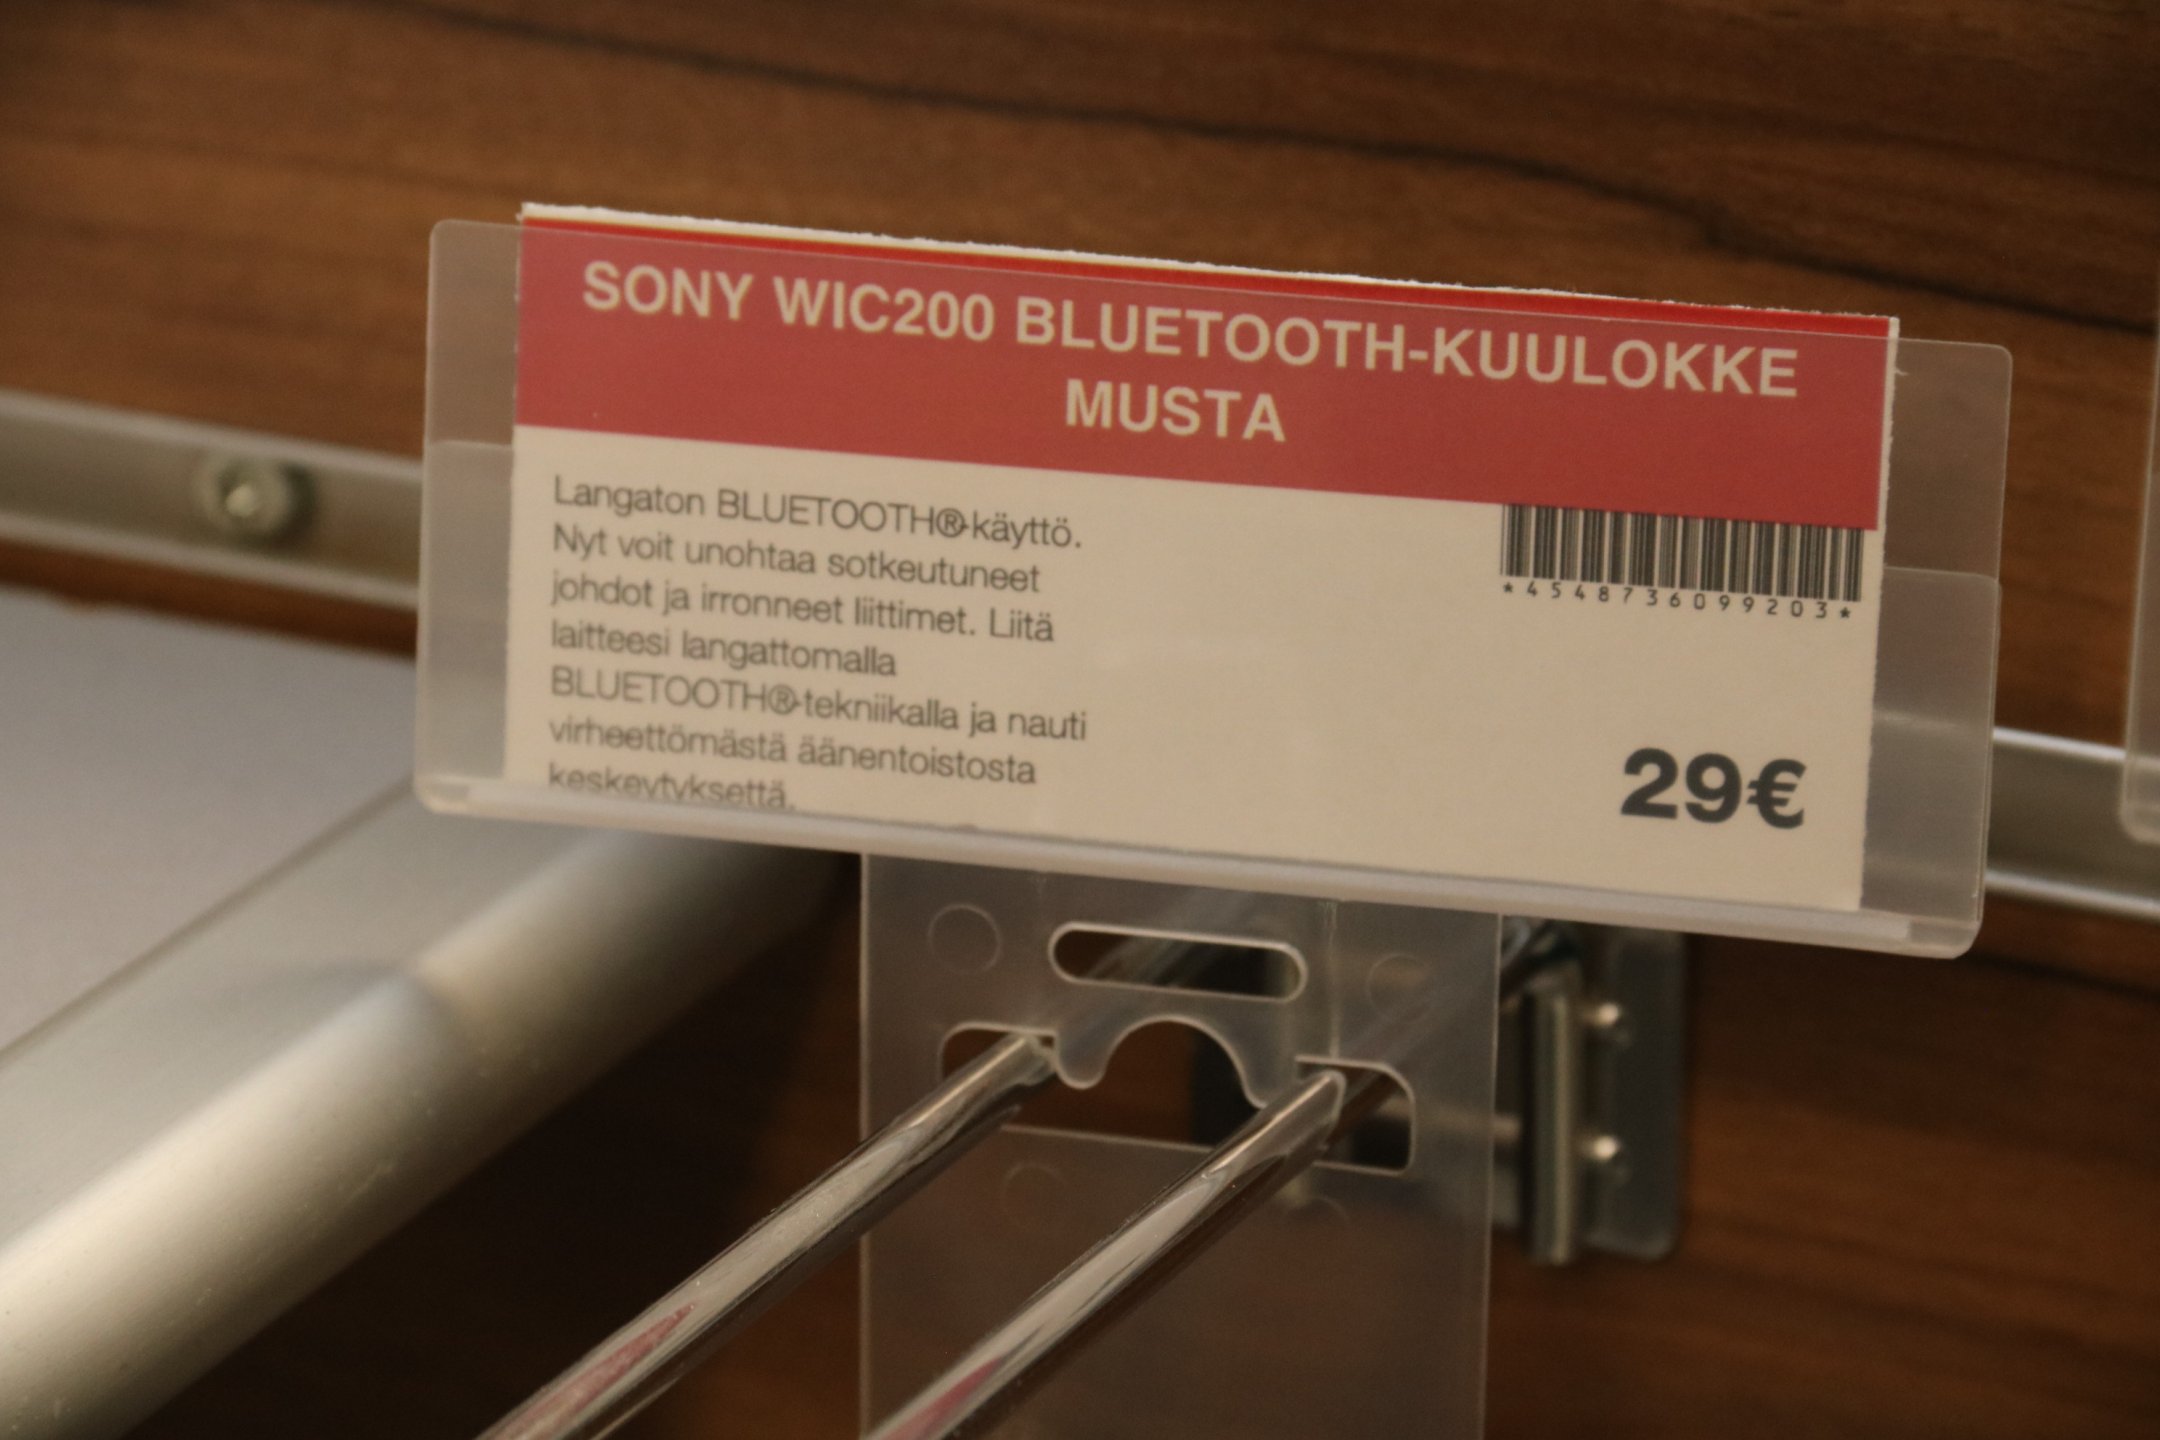 SONY WIC200 BLUETOOTH-KUULOKKE
MUSTA
Langaton BLUETOOTH®-käyttö.
Nyt voit unohtaa sotkeutuneet
johdot ja irronneet liittimet. Liitä
laitteesi langattomalla
BLUETOOTH®-tekniikalla ja nauti
virheettömästä äänentoistosta
keskeytyksettä.
*4548736099203*
29€